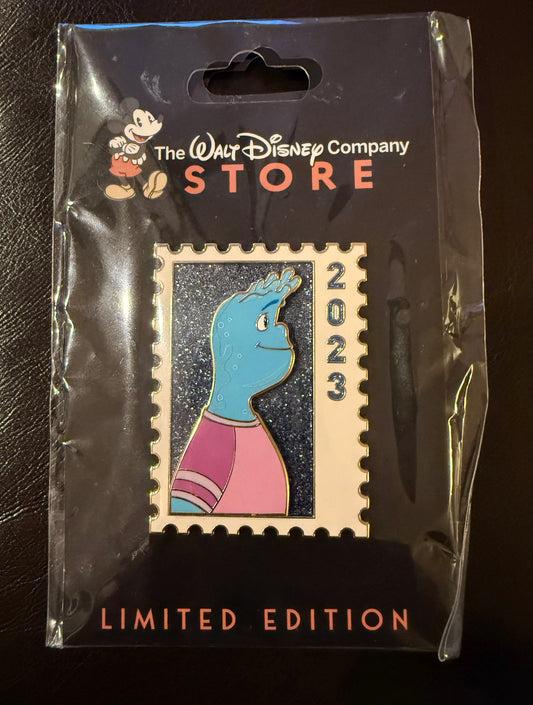 The WALT DISNEY Company
STORE
2023
LIMITED EDITION